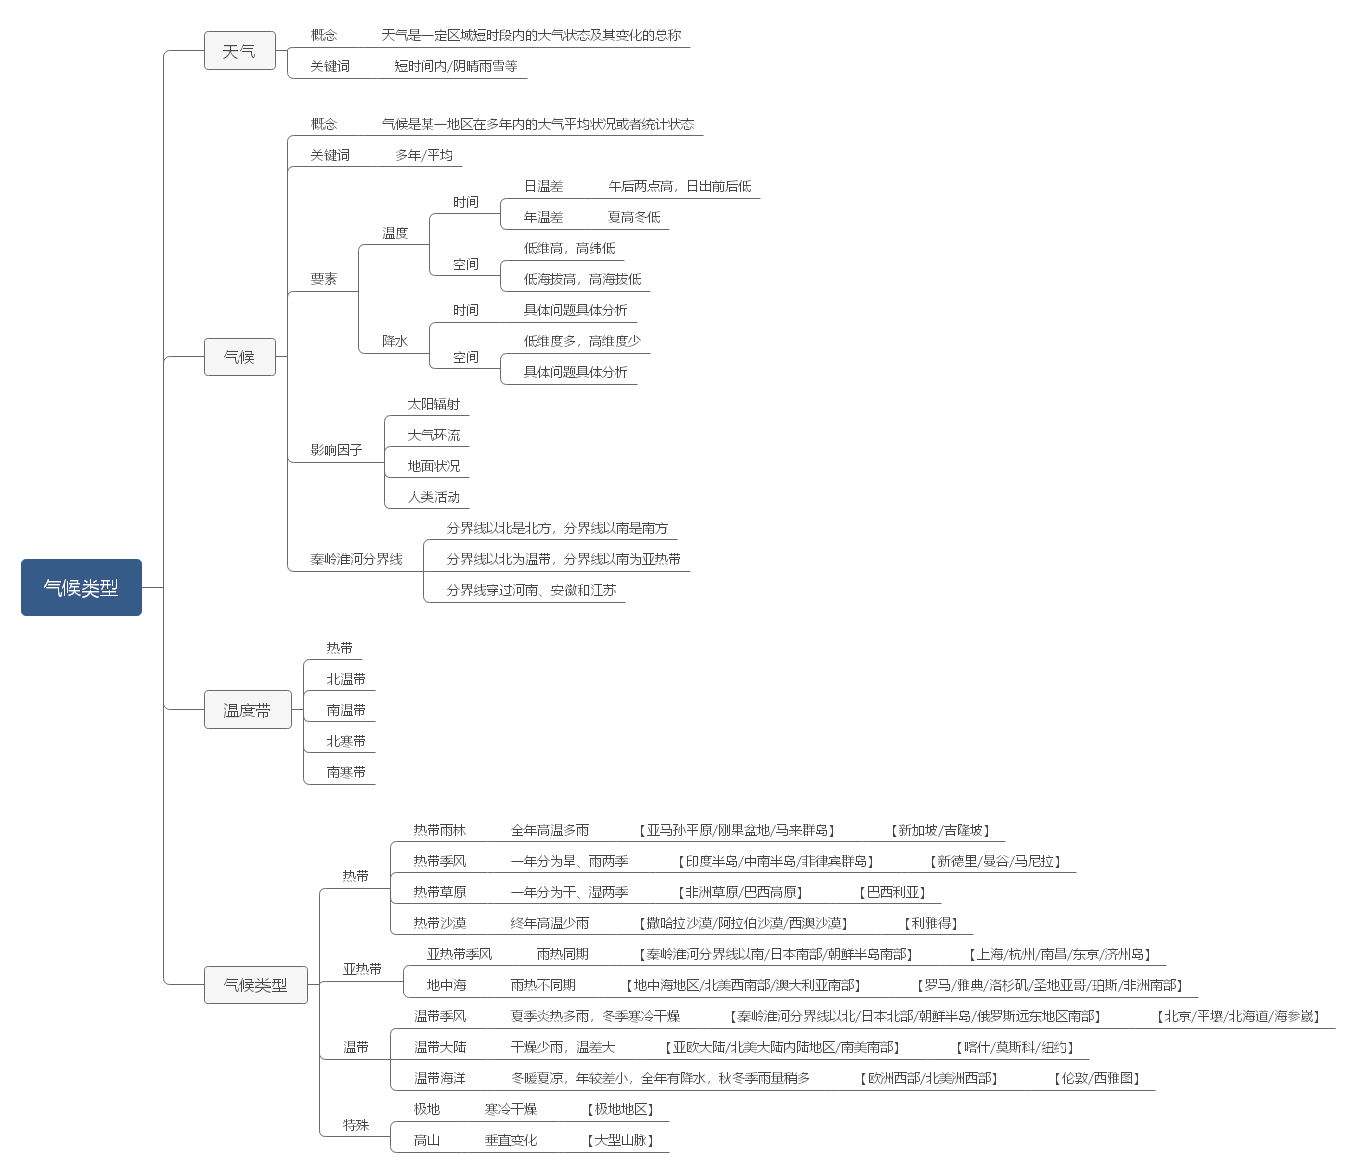 气候类型
天气
概念 天气是一定区域短时段内的大气状态及其变化的总称
关键词 短时间内/阴晴雨雪等
气候
概念 气候是某一地区在多年内的大气平均状况或者统计状态
关键词 多年/平均
要素
温度
时间
日温差 午后两点高，日出前后低
年温差 夏高冬低
空间
低维高，高纬低
低海拔高，高海拔低
降水
时间 具体问题具体分析
空间
低维度多，高维度少
具体问题具体分析
影响因子
太阳辐射
大气环流
地面状况
人类活动
秦岭淮河分界线
分界线以北是北方，分界线以南是南方
分界线以北为温带，分界线以南为亚热带
分界线穿过河南、安徽和江苏
温度带
热带
北温带
南温带
北寒带
南寒带
气候类型
热带
热带雨林 全年高温多雨 【亚马孙平原/刚果盆地/马来群岛】 【新加坡/吉隆坡】
热带季风 一年分为旱、雨两季 【印度半岛/中南半岛/菲律宾群岛】 【新德里/曼谷/马尼拉】
热带草原 一年分为干、湿两季 【非洲草原/巴西高原】 【巴西利亚】
热带沙漠 终年高温少雨 【撒哈拉沙漠/阿拉伯沙漠/西澳沙漠】 【利雅得】
亚热带
亚热带季风 雨热同期 【秦岭淮河分界线以南/日本南部/朝鲜半岛南部】 【上海/杭州/南昌/东京/济州岛】
地中海 雨热不同期 【地中海地区/北美西南部/澳大利亚南部】 【罗马/雅典/洛杉矶/圣地亚哥/珀斯/非洲南部】
温带
温带季风 夏季炎热多雨，冬季寒冷干燥 【秦岭淮河分界线以北/日本北部/朝鲜半岛/俄罗斯远东地区南部】 【北京/平壤/北海道/海参崴】
温带大陆 干燥少雨，温差大 【亚欧大陆/北美大陆内陆地区/南美南部】 【喀什/莫斯科/纽约】
温带海洋 冬暖夏凉，年较差小，全年有降水，秋冬季雨量稍多 【欧洲西部/北美洲西部】 【伦敦/西雅图】
特殊
极地 寒冷干燥 【极地地区】
高山 垂直变化 【大型山脉】